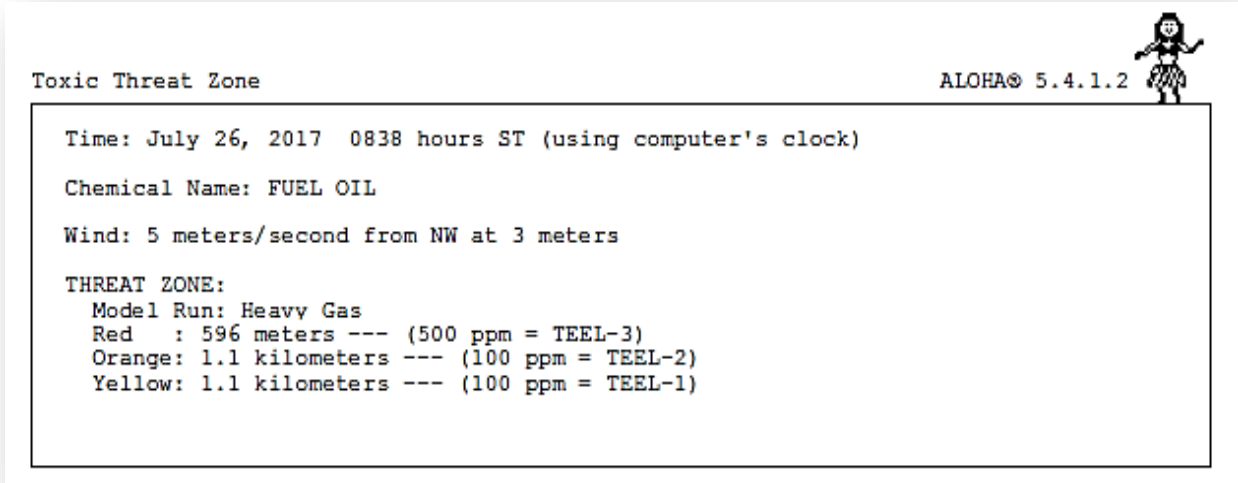 Toxic Threat Zone
ALOHA® 5.4.1.2
Time: July 26, 2017  0838 hours ST (using computer's clock)
Chemical Name: FUEL OIL
Wind: 5 meters/second from NW at 3 meters
THREAT ZONE:
Model Run: Heavy Gas
Red   : 596 meters --- (500 ppm = TEEL-3)
Orange: 1.1 kilometers --- (100 ppm = TEEL-2)
Yellow: 1.1 kilometers --- (100 ppm = TEEL-1)